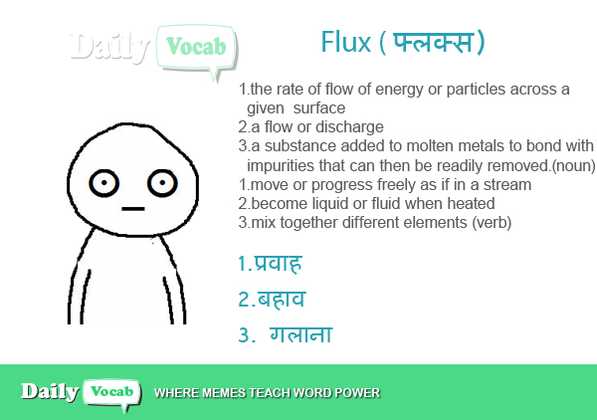 Daily Vocab
Flux ( फ्लक्स)
1.the rate of flow of energy or particles across a
given surface
2.a flow or discharge
3.a substance added to molten metals to bond with
impurities that can then be readily removed.(noun)
1.move or progress freely as if in a stream
2.become liquid or fluid when heated
3.mix together different elements (verb)
1.प्रवाह
2.बहाव
3. गलाना
Daily Vocab WHERE MEMES TEACH WORD POWER